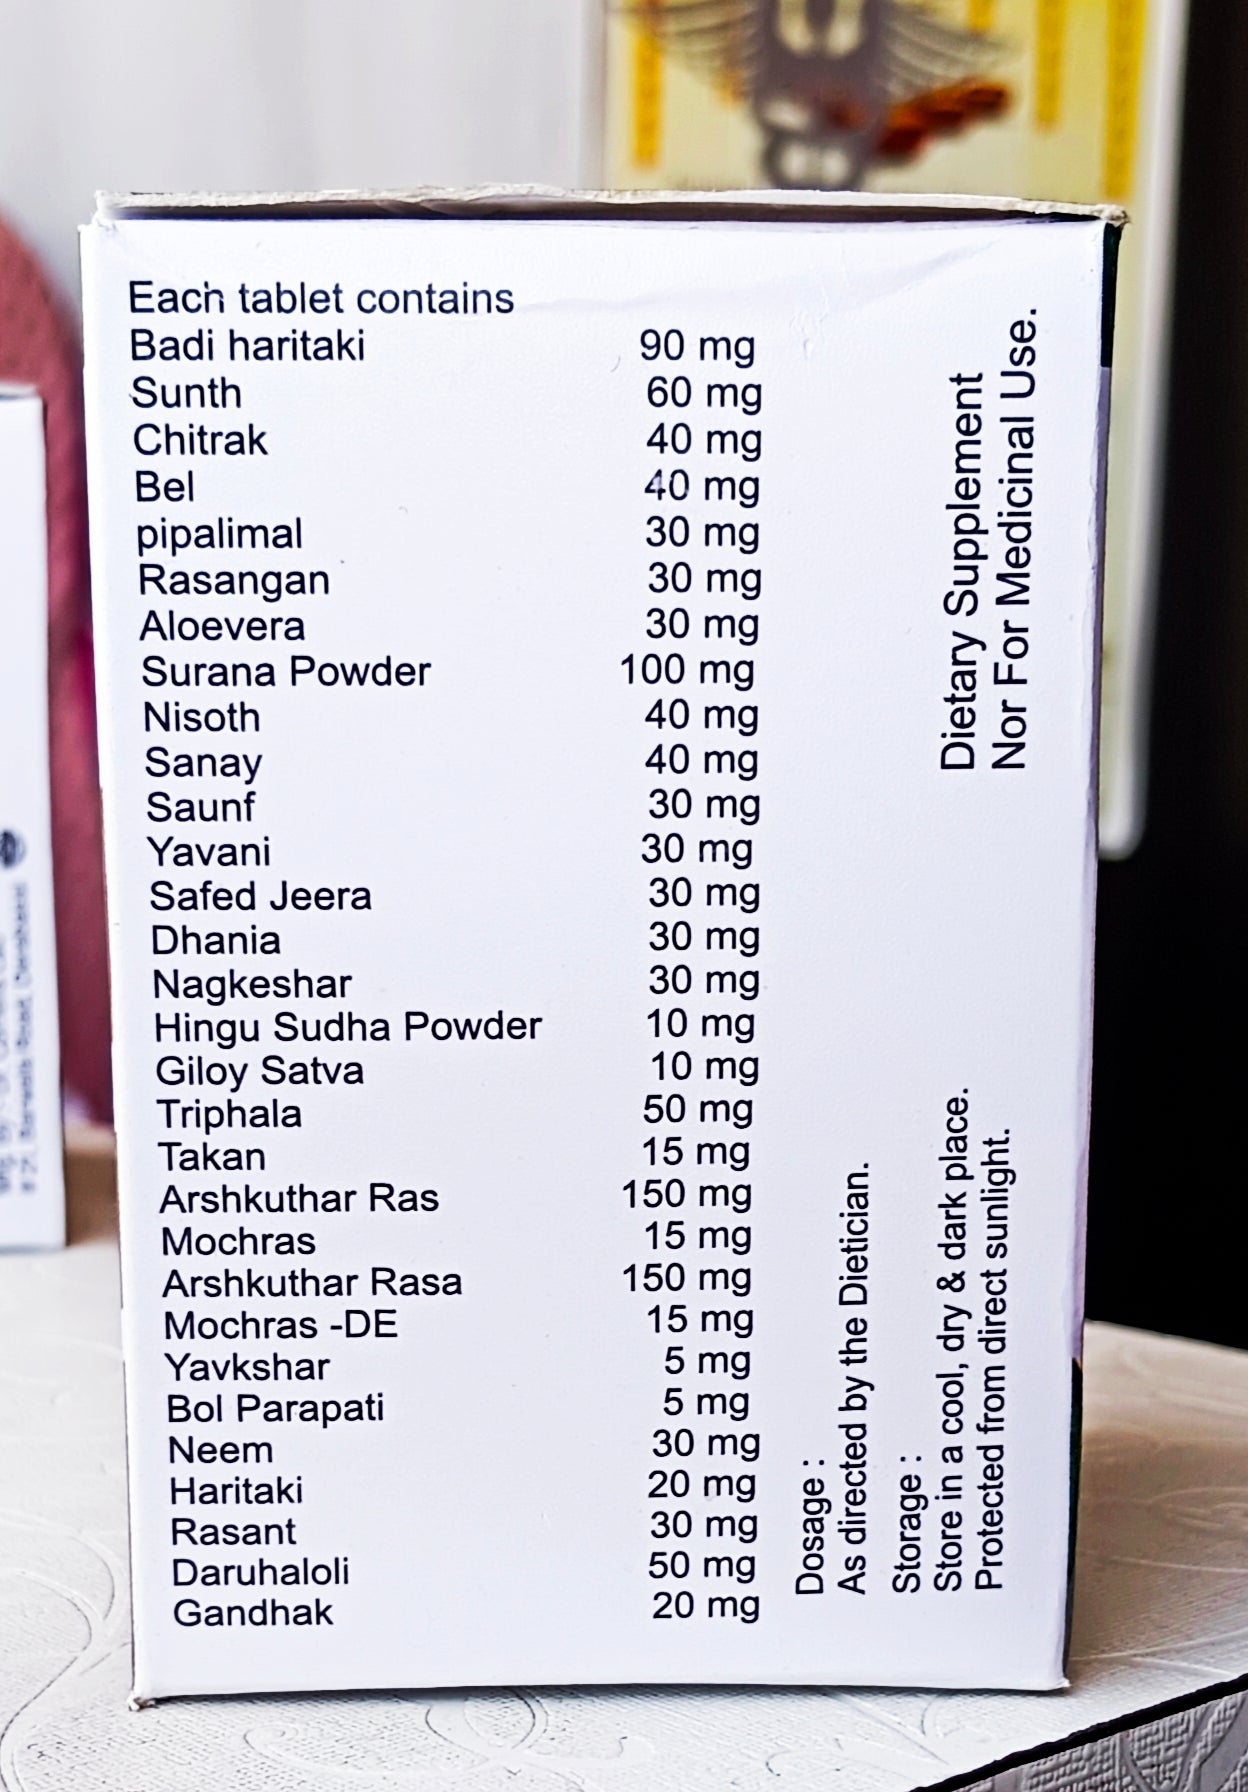 Each tablet contains
Badi haritaki 90 mg
Sunth 60 mg
Chitrak 40 mg
Bel 40 mg
pipalimal 30 mg
Rasangan 30 mg
Aloevera 30 mg
Surana Powder 100 mg
Nisoth 40 mg
Sanay 40 mg
Saunf 30 mg
Yavani 30 mg
Safed Jeera 30 mg
Dhania 30 mg
Nagkeshar 30 mg
Hingu Sudha Powder 10 mg
Giloy Satva 10 mg
Triphala 50 mg
Takan 15 mg
Arshkuthar Ras 150 mg
Mochras 15 mg
Arshkuthar Rasa 150 mg
Mochras -DE 15 mg
Yavkshar 5 mg
Bol Parapati 5 mg
Neem 30 mg
Haritaki 20 mg
Rasant 30 mg
Daruhaloli 50 mg
Gandhak 20 mg
Dietary Supplement
Nor For Medicinal Use.
Dosage :
As directed by the Dietician.
Storage :
Store in a cool, dry & dark place.
Protected from direct sunlight.